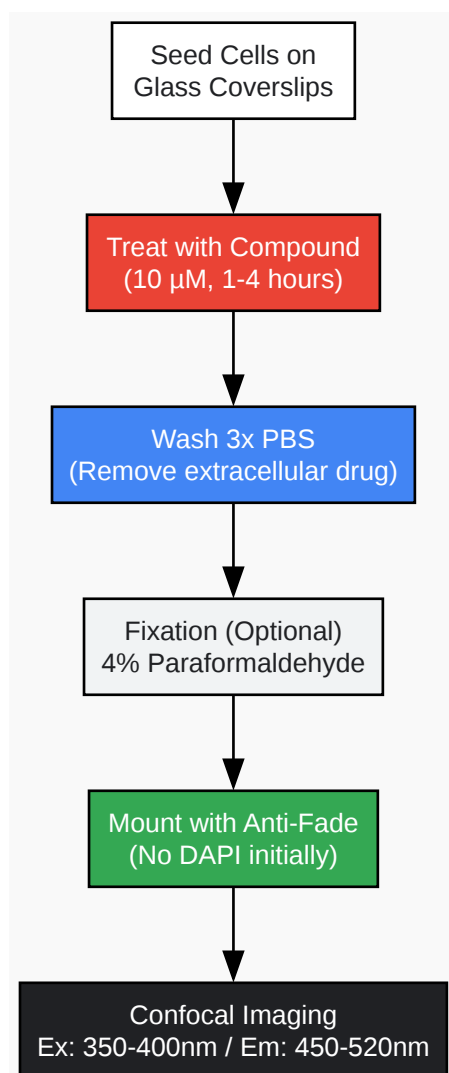 Seed Cells on
Glass Coverslips
Treat with Compound
(10 µM, 1-4 hours)
Wash 3x PBS
(Remove extracellular drug)
Fixation (Optional)
4% Paraformaldehyde
Mount with Anti-Fade
(No DAPI initially)
Confocal Imaging
Ex: 350-400nm / Em: 450-520nm